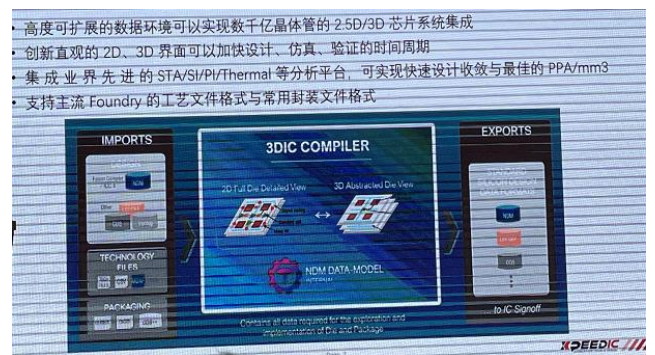 高度可扩展的数据环境可以实现数千亿晶体管的 2.5D/3D 芯片系统集成
创新直观的 2D、3D 界面可以加快设计、仿真、验证的时间周期
集成业界先进的 STA/SI/PI/Thermal 等分析平台，可实现快速设计收敛与最佳的 PPA/mm3
支持主流 Foundry 的工艺文件格式与常用封装文件格式
IMPORTS
NDM
Other
GDS
TECHNOLOGY
FILES
PACKAGING
3DIC COMPILER
2D Full Die Detailed View
3D Abstracted Die View
NDM DATA-MODEL
Contains all data required for the exploration and
implementation of Die and Package
EXPORTS
STANDARD
NDM
GDS
...to IC Signoff
XPEEDIC